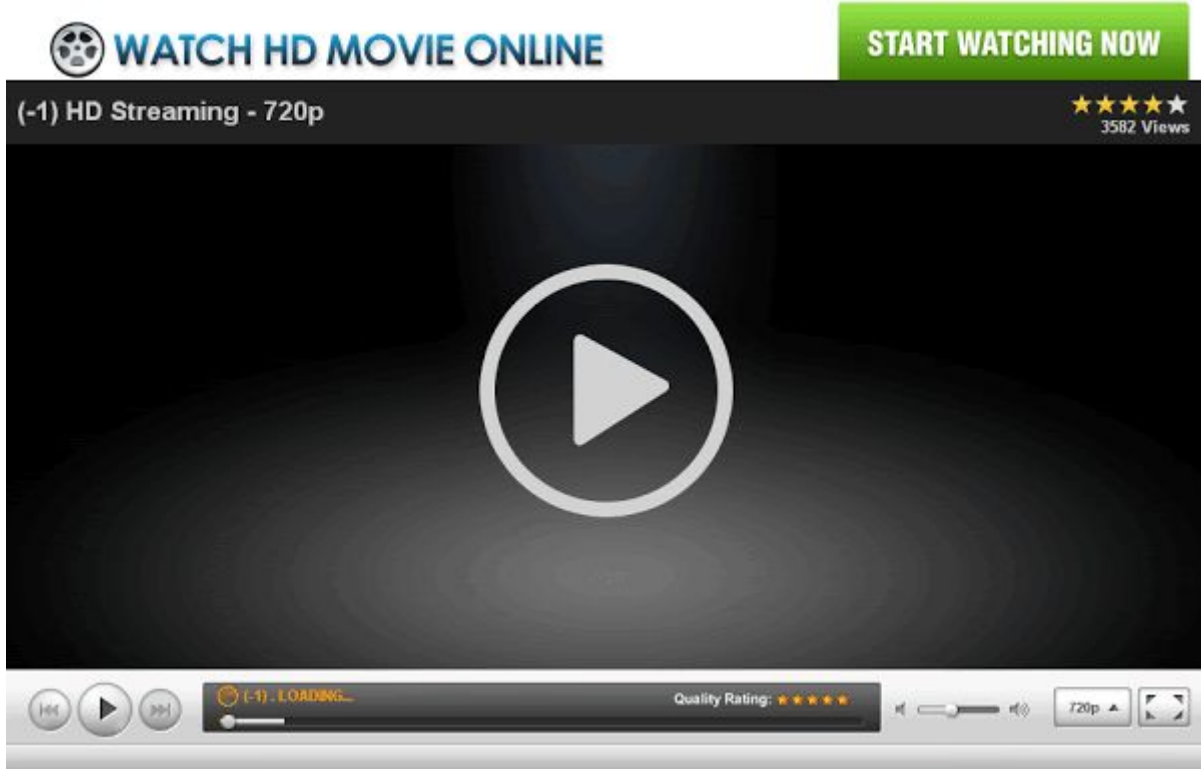 WATCH HD MOVIE ONLINE
START WATCHING NOW
(-1) HD Streaming - 720p
3582 Views
(-1) . LOADING...
Quality Rating:
720p